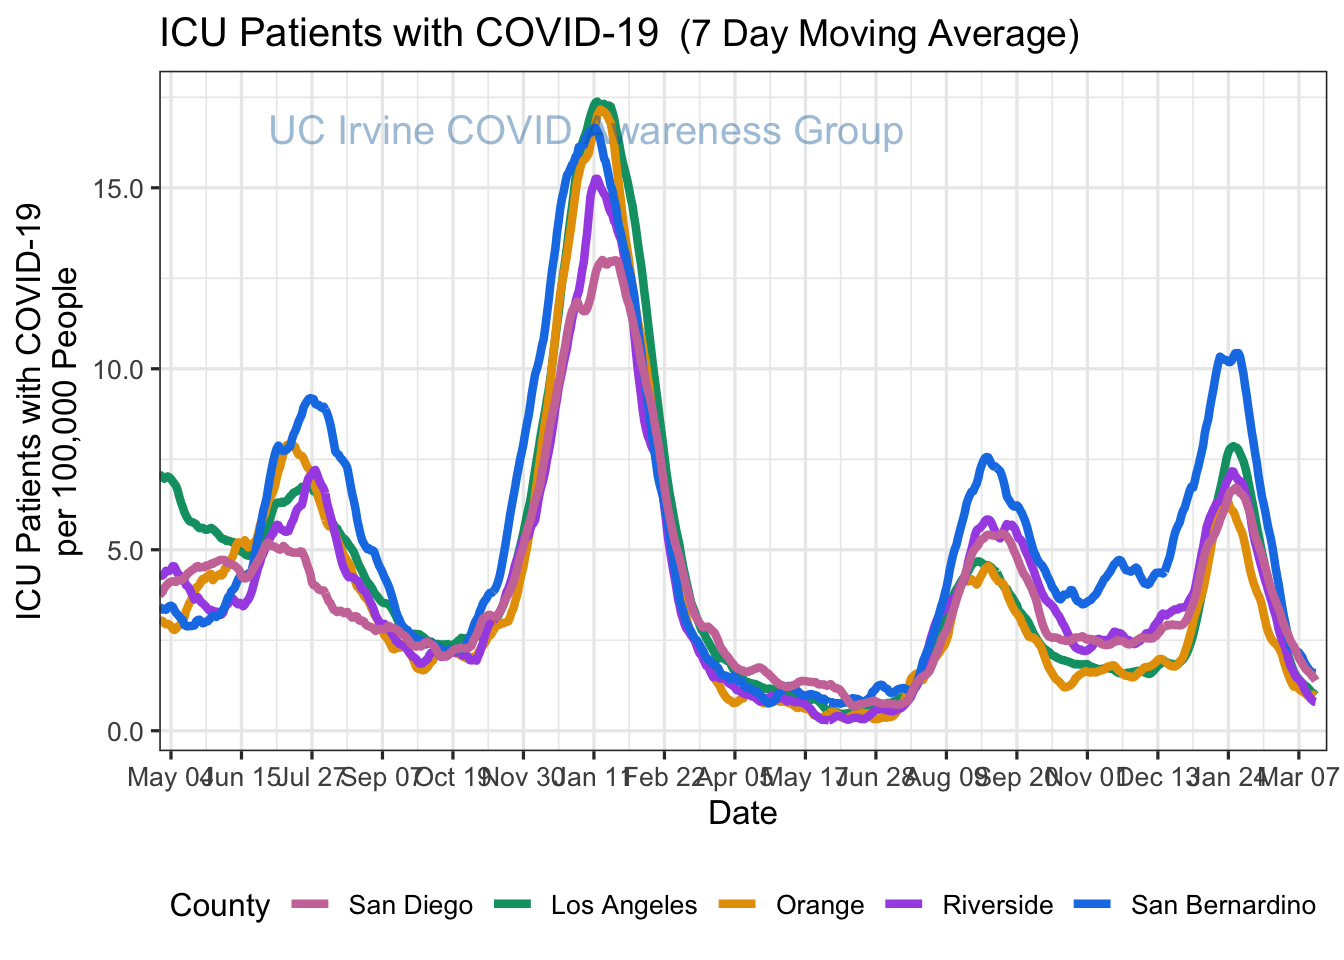 ICU Patients with COVID-19 (7 Day Moving Average)
UC Irvine COVID Awareness Group
ICU Patients with COVID-19
per 100,000 People
15.0
10.0
5.0
0.0
May 04 Jun 15 Jul 27 Sep 07 Oct 19 Nov 30 Jan 11 Feb 22 Apr 05 May 17 Jun 28 Aug 09 Sep 20 Nov 01 Dec 13 Jan 24 Mar 07
Date
County San Diego Los Angeles Orange Riverside San Bernardino